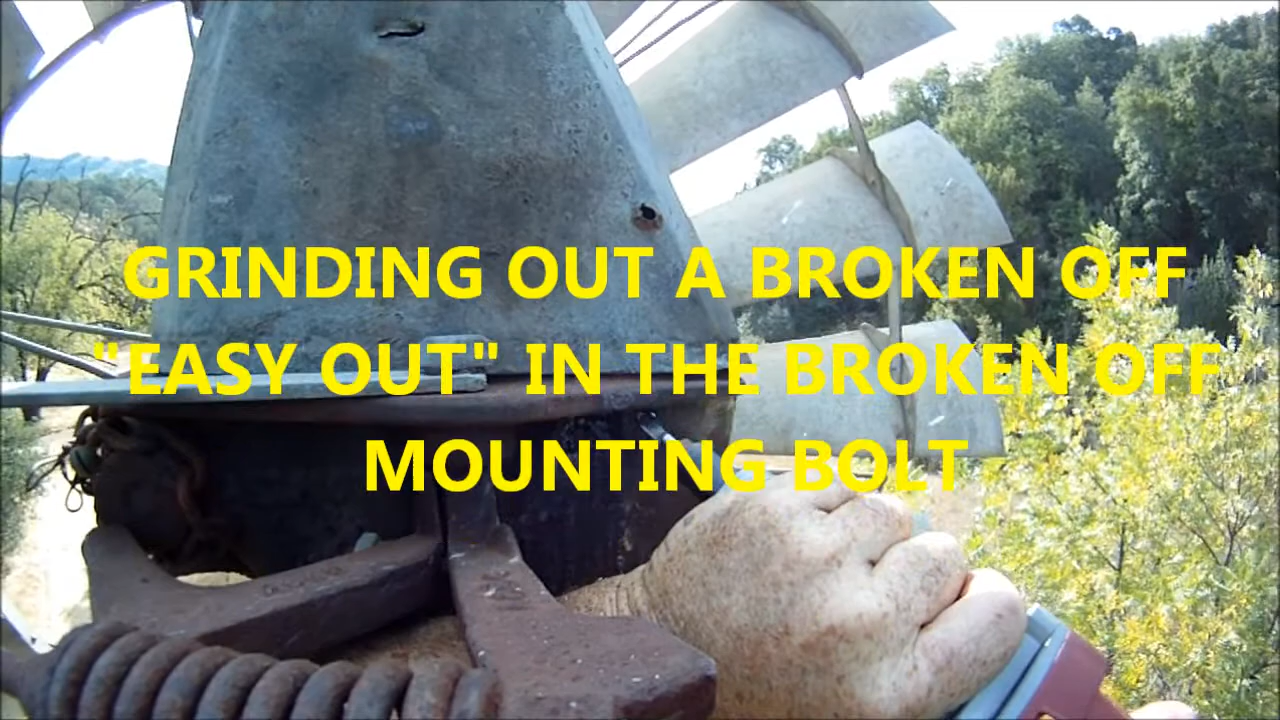 GRINDING OUT A BROKEN OFF
"EASY OUT" IN THE BROKEN OFF
MOUNTING BOLT